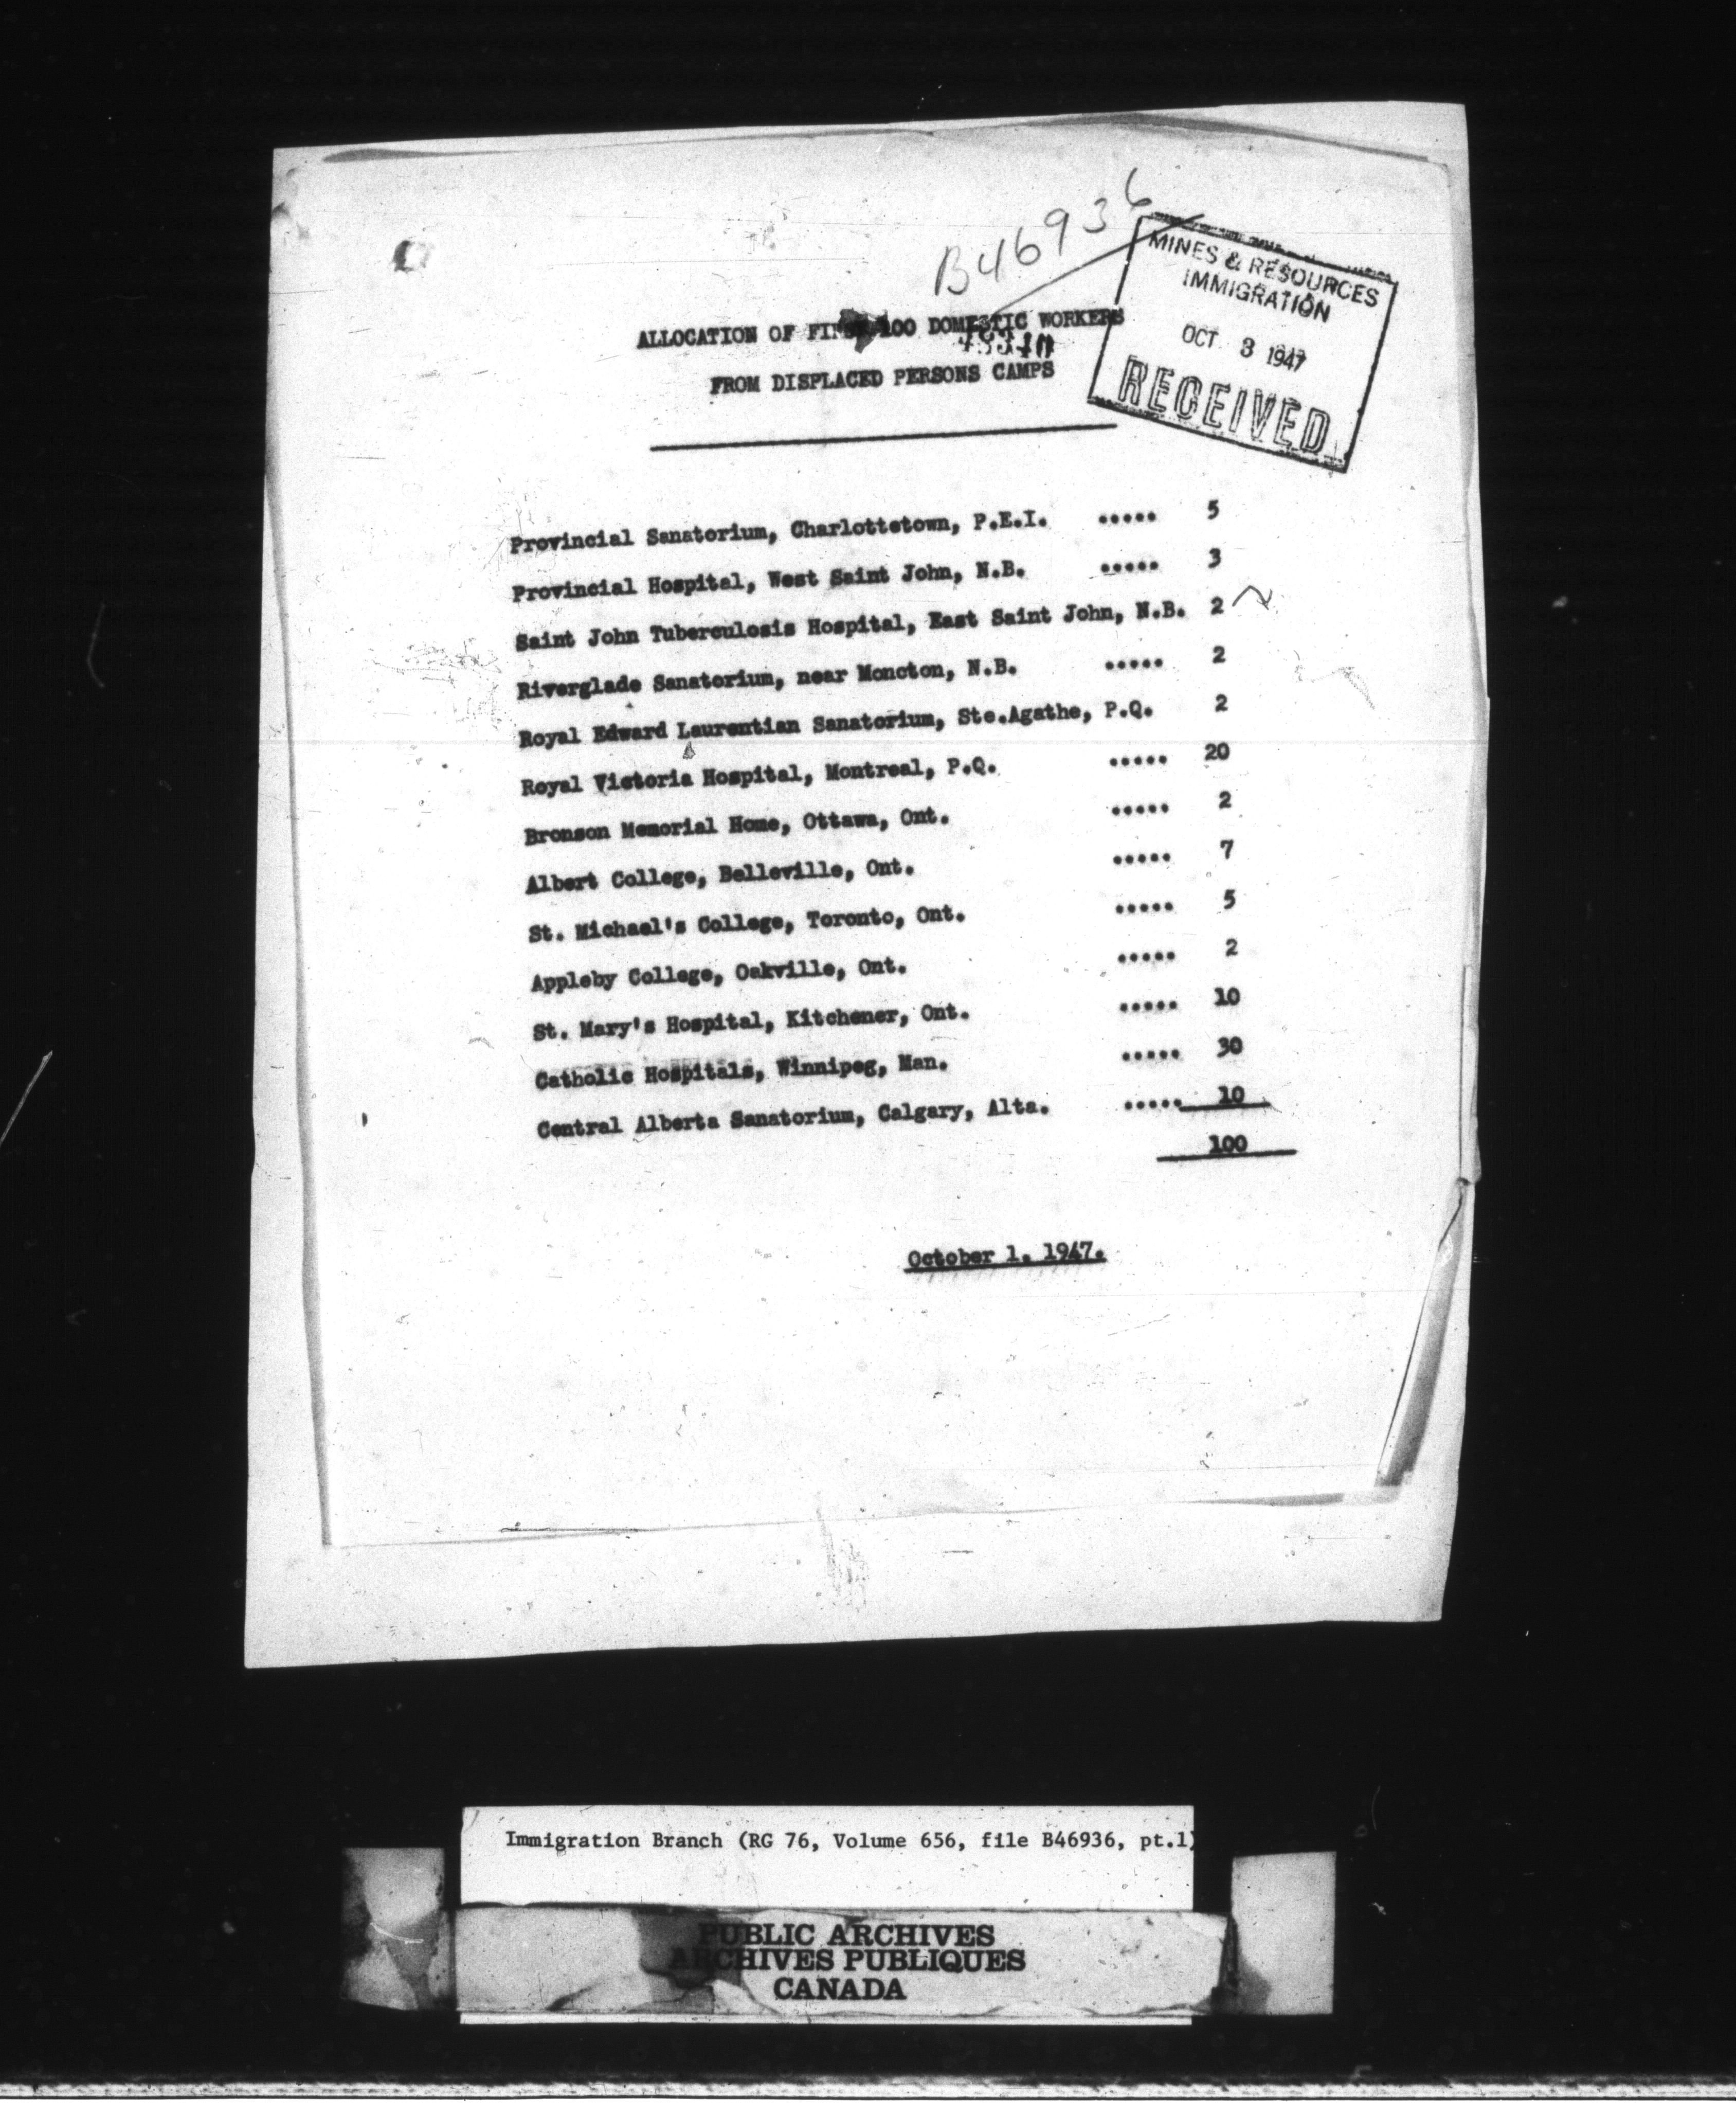 B46936
MINES & RESOURCES
IMMIGRATION
OCT 3 1947
RECEIVED
ALLOCATION OF FIRST 100 DOMESTIC WORKERS
FROM DISPLACED PERSONS CAMPS
Provincial Sanatorium, Charlottetown, P.E.I. ..... 5
Provincial Hospital, West Saint John, N.B. ..... 3
Saint John Tuberculosis Hospital, East Saint John, N.B. 2
Riverglade Sanatorium, near Moncton, N.B. ..... 2
Royal Edward Laurentian Sanatorium, Ste.Agathe, P.Q. 2
Royal Victoria Hospital, Montreal, P.Q. ..... 20
Bronson Memorial Home, Ottawa, Ont. ..... 2
Albert College, Belleville, Ont. ..... 7
St. Michael's College, Toronto, Ont. ..... 5
Appleby College, Oakville, Ont. ..... 2
St. Mary's Hospital, Kitchener, Ont. ..... 10
Catholic Hospitals, Winnipeg, Man. ..... 30
Central Alberta Sanatorium, Calgary, Alta. ..... 10
100
October 1. 1947.
Immigration Branch (RG 76, Volume 656, file B46936, pt.1)
PUBLIC ARCHIVES
ARCHIVES PUBLIQUES
CANADA